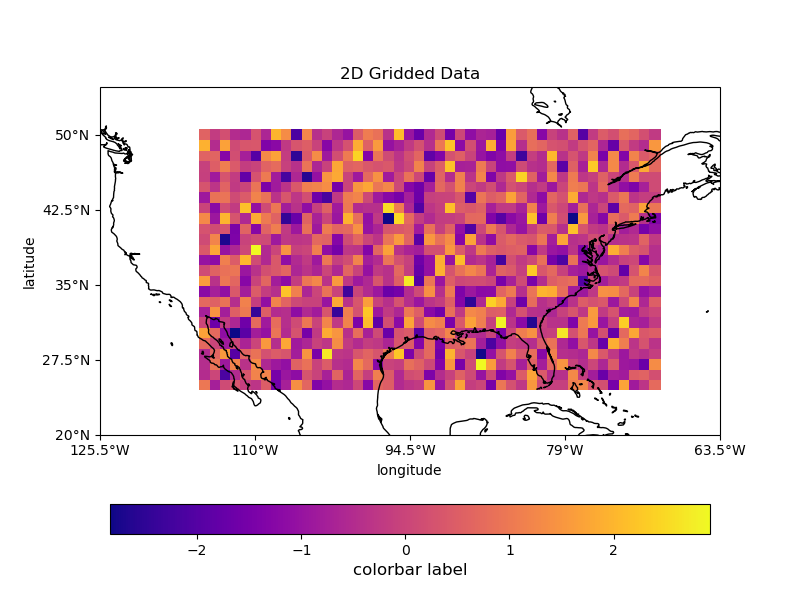 2D Gridded Data
50°N
42.5°N
35°N
27.5°N
20°N
latitude
125.5°W 110°W 94.5°W 79°W 63.5°W
longitude
−2 −1 0 1 2
colorbar label